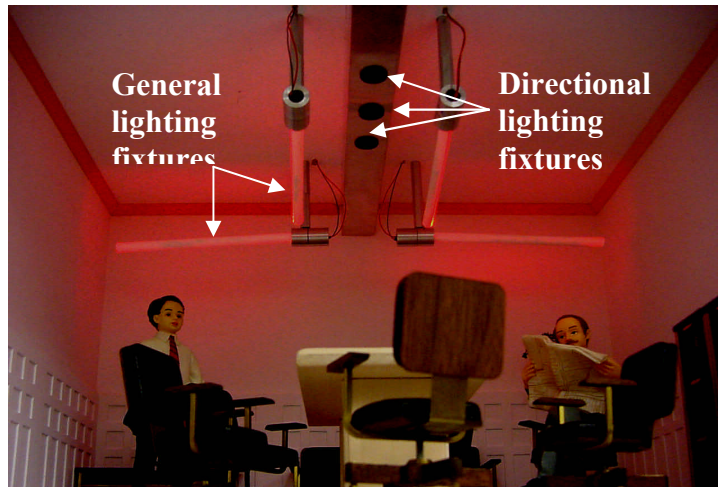 General
lighting
fixtures
Directional
lighting
fixtures